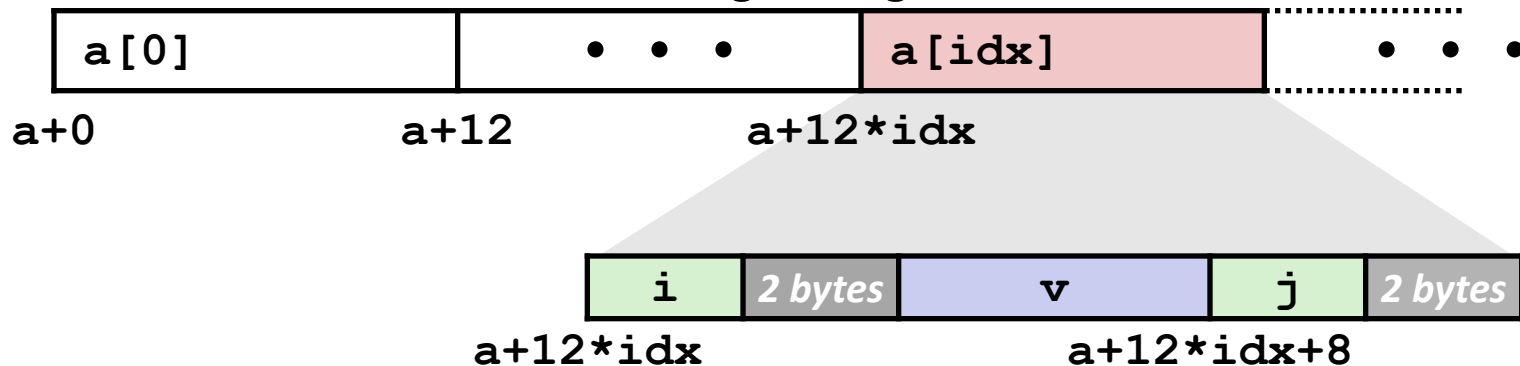 a[0] • • • a[idx] • • •
a+0 a+12 a+12*idx
i 2 bytes v j 2 bytes
a+12*idx a+12*idx+8